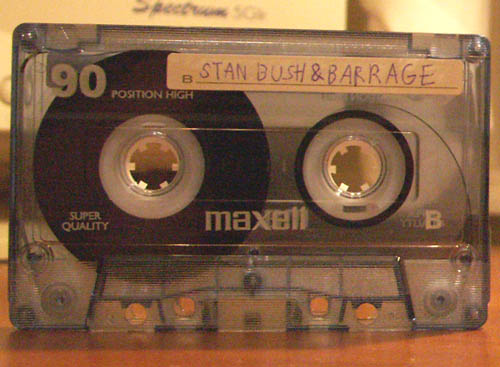 Spectrum
90
POSITION HIGH
B STAN BUSH & BARRAGE
SUPER
QUALITY
maxell
B